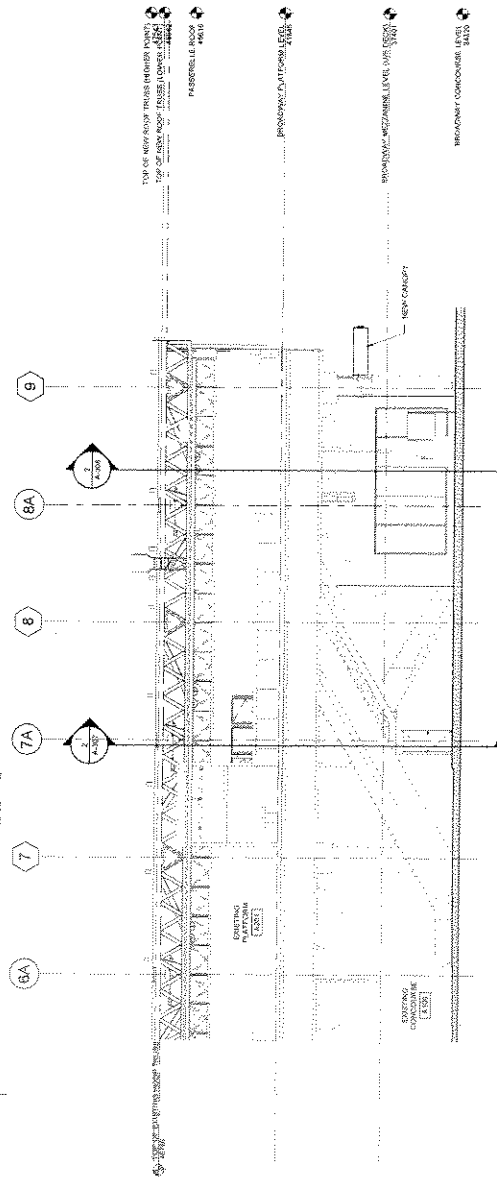 6A
7
7A
8
8A
9
2
A-307
2
A-306
TOP OF NEW ROOF TRUSS (HIGHER POINT)
TOP OF NEW ROOF TRUSS (LOWER POINT)
PASSERELLE ROOF
BROADWAY PLATFORM LEVEL
BROADWAY MEZZANINE LEVEL (U/S DECK)
37401
BROADWAY CONCOURSE LEVEL
34320
NEW CANOPY
EXISTING
PLATFORM
EXISTING
CONCOURSE